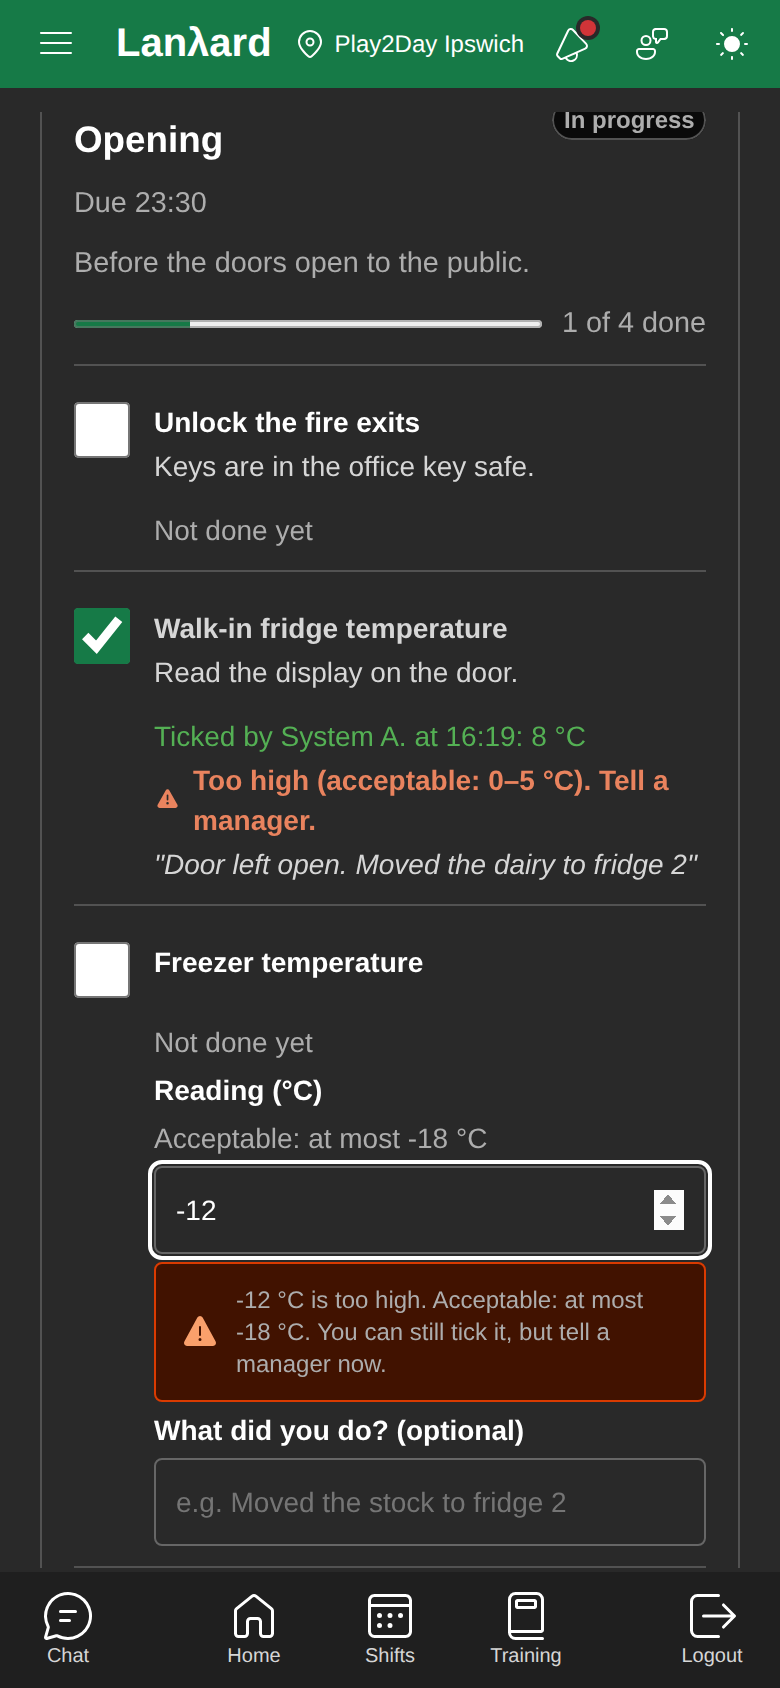 Lanλard
Play2Day Ipswich
In progress
Opening
Due 23:30
Before the doors open to the public.
1 of 4 done
Unlock the fire exits
Keys are in the office key safe.
Not done yet
Walk-in fridge temperature
Read the display on the door.
Ticked by System A. at 16:19: 8 °C
Too high (acceptable: 0–5 °C). Tell a
manager.
"Door left open. Moved the dairy to fridge 2"
Freezer temperature
Not done yet
Reading (°C)
Acceptable: at most -18 °C
-12
-12 °C is too high. Acceptable: at most
-18 °C. You can still tick it, but tell a
manager now.
What did you do? (optional)
e.g. Moved the stock to fridge 2
Chat
Home
Shifts
Training
Logout